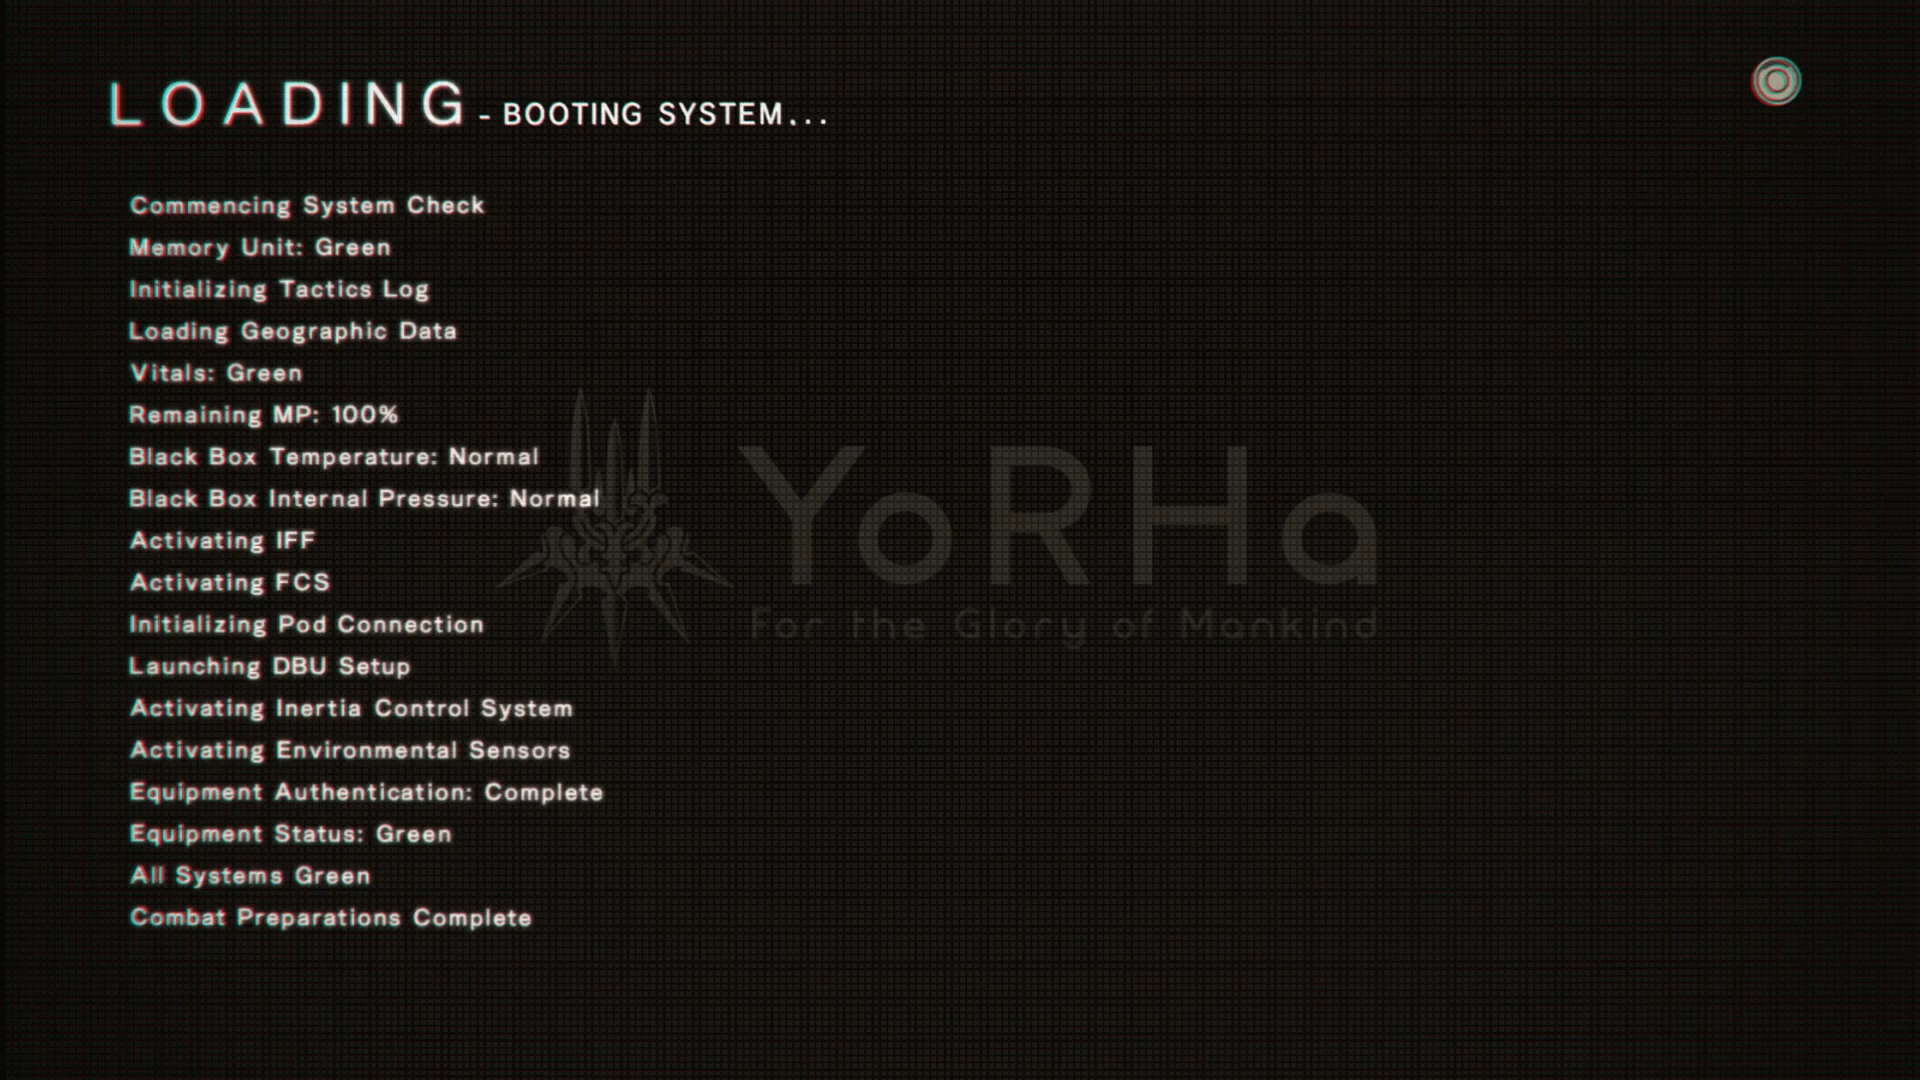 LOADING - BOOTING SYSTEM...
Commencing System Check
Memory Unit: Green
Initializing Tactics Log
Loading Geographic Data
Vitals: Green
Remaining MP: 100%
Black Box Temperature: Normal
Black Box Internal Pressure: Normal
Activating IFF
Activating FCS
Initializing Pod Connection
Launching DBU Setup
Activating Inertia Control System
Activating Environmental Sensors
Equipment Authentication: Complete
Equipment Status: Green
All Systems Green
Combat Preparations Complete
YoRHa
For the Glory of Mankind